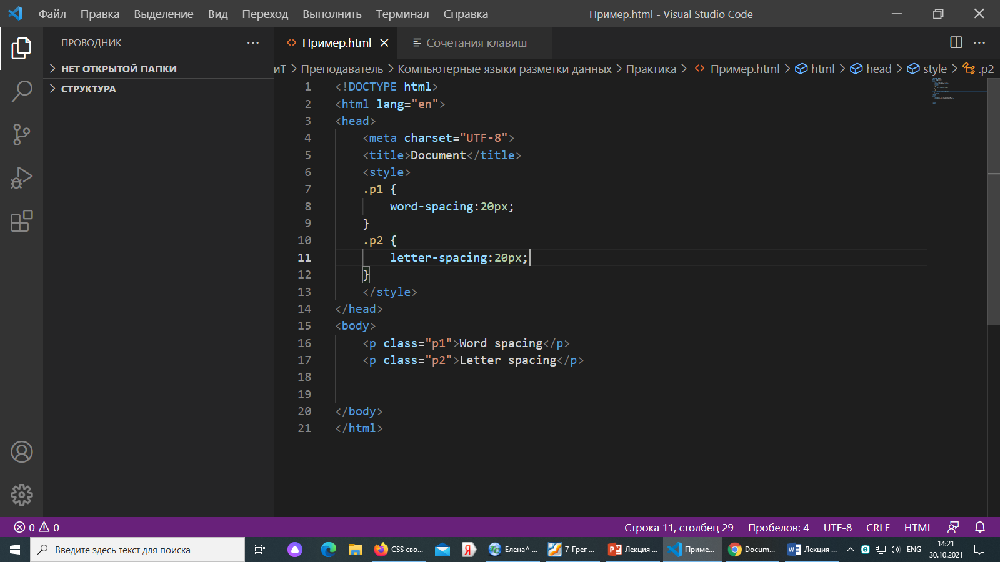 Файл Правка Выделение Вид Переход Выполнить Терминал Справка Пример.html - Visual Studio Code
ПРОВОДНИК
Пример.html
Сочетания клавиш
НЕТ ОТКРЫТОЙ ПАПКИ
СТРУКТУРА
иТ > Преподаватель > Компьютерные языки разметки данных > Практика > Пример.html > html > head > style > .p2
1 <!DOCTYPE html>
2 <html lang="en">
3 <head>
4 <meta charset="UTF-8">
5 <title>Document</title>
6 <style>
7 .p1 {
8 word-spacing:20px;
9 }
10 .p2 {
11 letter-spacing:20px;
12 }
13 </style>
14 </head>
15 <body>
16 <p class="p1">Word spacing</p>
17 <p class="p2">Letter spacing</p>
18
19
20 </body>
21 </html>
0 0 Строка 11, столбец 29 Пробелов: 4 UTF-8 CRLF HTML
Введите здесь текст для поиска Я CSS сво... Елена^ ... 7-Грег ... Лекция ... Приме... Docum... Лекция ... ENG
14:21
30.10.2021